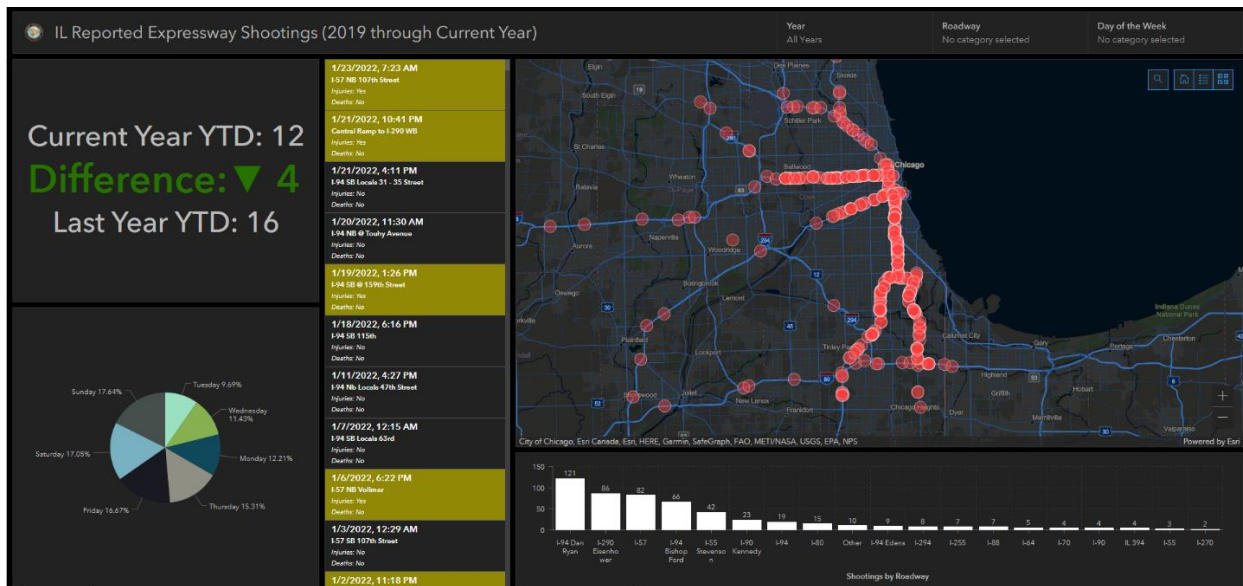 IL Reported Expressway Shootings (2019 through Current Year)
Year
All Years
Roadway
No category selected
Day of the Week
No category selected
Current Year YTD: 12
Difference:▼ 4
Last Year YTD: 16
Sunday 17.64%
Tuesday 9.69%
Wednesday
11.43%
Monday 12.21%
Thursday 15.31%
Friday 16.67%
Saturday 17.05%
1/23/2022, 7:23 AM
I-57 NB 107th Street
Injuries: Yes
Deaths: No
1/21/2022, 10:41 PM
Central Ramp to I-290 WB
Injuries: Yes
Deaths: No
1/21/2022, 4:11 PM
I-94 SB Locals 31 - 35 Street
Injuries: No
Deaths: No
1/20/2022, 11:30 AM
I-94 NB @ Touhy Avenue
Injuries: No
Deaths: No
1/19/2022, 1:26 PM
I-94 SB @ 159th Street
Injuries: Yes
Deaths: No
1/18/2022, 6:16 PM
I-94 SB 115th
Injuries: No
Deaths: No
1/11/2022, 4:27 PM
I-94 Nb Locals 47th Street
Injuries: No
Deaths: No
1/7/2022, 12:15 AM
I-94 SB Locals 63rd
Injuries: No
Deaths: No
1/6/2022, 6:22 PM
I-57 NB Vollmer
Injuries: Yes
Deaths: No
1/3/2022, 12:29 AM
I-57 SB 107th Street
Injuries: No
Deaths: No
1/2/2022, 11:18 PM
Elgin
Des Plaines
Skokie
South Elgin
19
Schiller Park
St. Charles
Chicago
Bellwood
Wheaton
Batavia
Aurora
Naperville
Woodridge
294
Bolingbrook
12
Oswego
Lemont
30
Plainfield
45
294
Lockport
Tinley Park
Calumet City
Gary
Portage
Chesterton
Indiana Dunes
National Park
Highland
Shorewood
Joliet
New Lenox
80
Frankfort
Chicago Heights
Dyer
Griffith
Hobart
Merrillville
Valparaiso
52
30
City of Chicago, Esri Canada, Esri, HERE, Garmin, SafeGraph, FAO, METI/NASA, USGS, EPA, NPS
Powered by Esri
150
100
50
0
121
86
82
66
42
23
19
15
10
9
8
7
7
5
4
4
4
3
2
I-94 Dan
Ryan
I-290
Eisenho
wer
I-57
I-94
Bishop
Ford
I-55
Stevenso
n
I-90
Kennedy
I-94
I-80
Other
I-94 Edens
I-294
I-255
I-88
I-64
I-70
I-90
IL 394
I-55
I-270
Shootings by Roadway